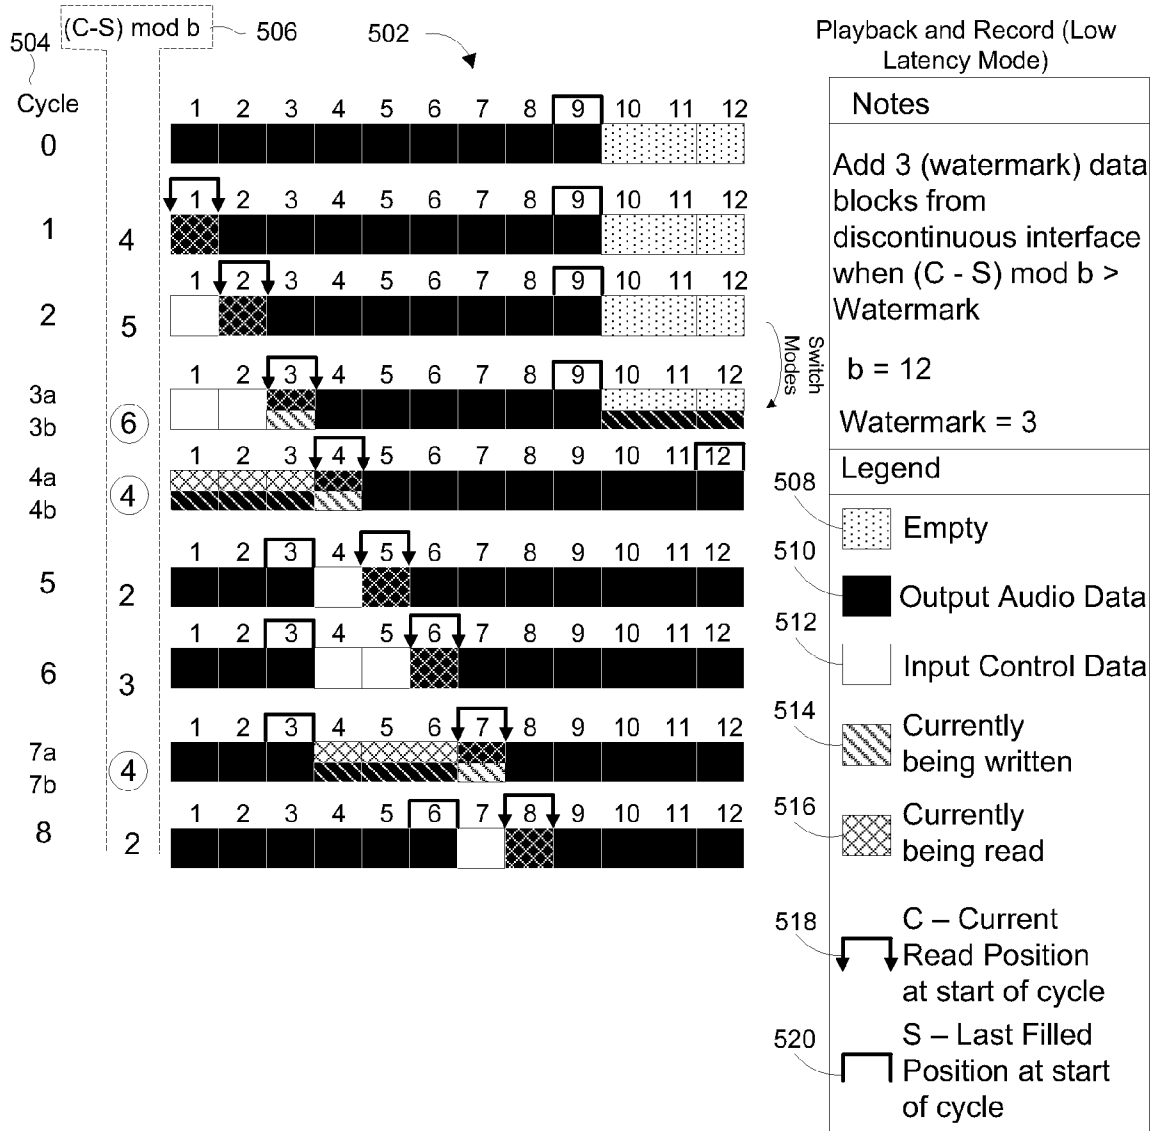 (C-S) mod b
506
502
504
Cycle
Playback and Record (Low
Latency Mode)
1 2 3 4 5 6 7 8 9 10 11 12
0
1 2 3 4 5 6 7 8 9 10 11 12
1
4
1 2 3 4 5 6 7 8 9 10 11 12
2
5
Switch
Modes
1 2 3 4 5 6 7 8 9 10 11 12
3a
3b
6
1 2 3 4 5 6 7 8 9 10 11 12
4a
4b
4
1 2 3 4 5 6 7 8 9 10 11 12
5
2
1 2 3 4 5 6 7 8 9 10 11 12
6
3
1 2 3 4 5 6 7 8 9 10 11 12
7a
7b
4
1 2 3 4 5 6 7 8 9 10 11 12
8
2
Notes
Add 3 (watermark) data
blocks from
discontinuous interface
when (C - S) mod b >
Watermark
b = 12
Watermark = 3
Legend
508
Empty
510
Output Audio Data
512
Input Control Data
514
Currently
being written
516
Currently
being read
518
C – Current
Read Position
at start of cycle
520
S – Last Filled
Position at start
of cycle